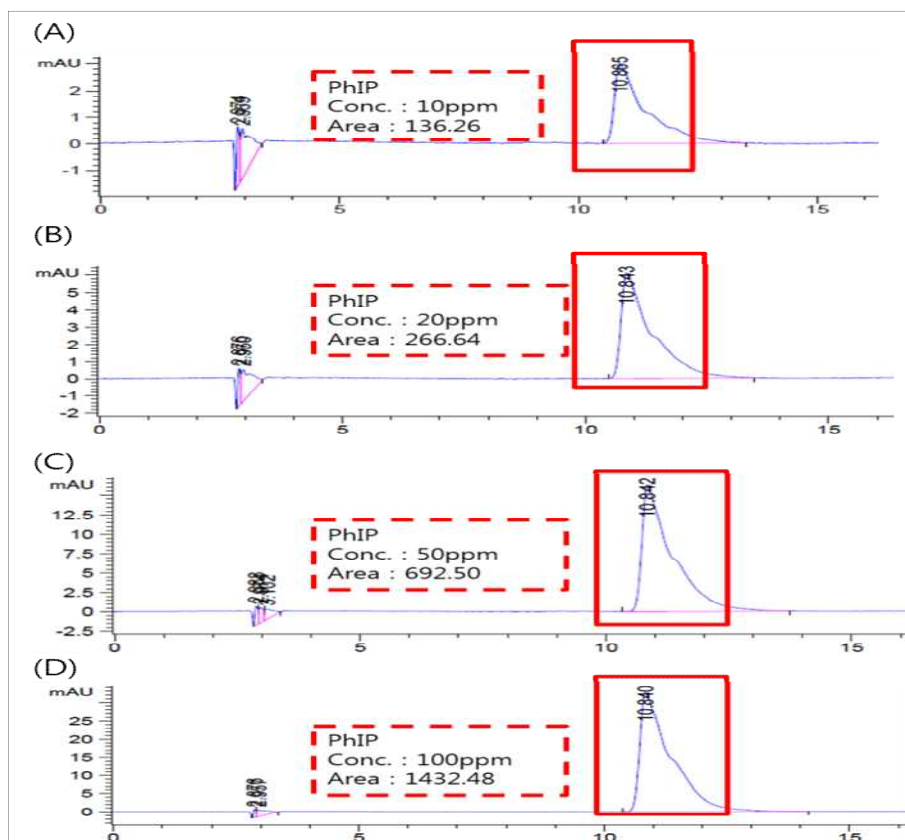 (A)
mAU
2
1
0
-1
PhIP
Conc. : 10ppm
Area : 136.26
10.865
0 5 10 15
(B)
mAU
5
4
3
2
1
0
-1
-2
PhIP
Conc. : 20ppm
Area : 266.64
10.843
0 5 10 15
(C)
mAU
12.5
10
7.5
5
2.5
0
-2.5
3.102
PhIP
Conc. : 50ppm
Area : 692.50
10.842
0 5 10 15
(D)
mAU
25
20
15
10
5
0
PhIP
Conc. : 100ppm
Area : 1432.48
10.840
0 5 10 15